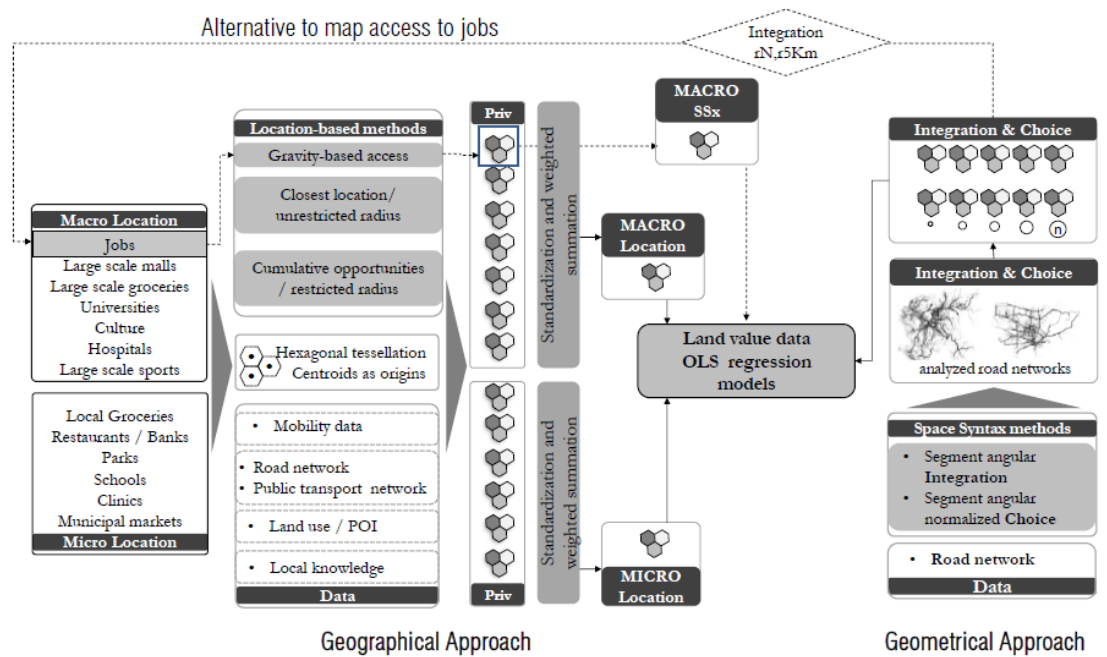 Alternative to map access to jobs
Integration
rN,r5Km
Macro Location
Jobs
Large scale malls
Large scale groceries
Universities
Culture
Hospitals
Large scale sports
Local Groceries
Restaurants / Banks
Parks
Schools
Clinics
Municipal markets
Micro Location
Location-based methods
Gravity-based access
Closest location/
unrestricted radius
Cumulative opportunities
/ restricted radius
Hexagonal tessellation
Centroids as origins
• Mobility data
• Road network
• Public transport network
• Land use / POI
• Local knowledge
Data
Priv
Priv
Standardization and weighted
summation
Standardization and
weighted summation
MACRO
SSx
MACRO
Location
Land value data
OLS regression
models
MICRO
Location
Integration & Choice
n
Integration & Choice
analyzed road networks
Space Syntax methods
• Segment angular
Integration
• Segment angular
normalized Choice
• Road network
Data
Geographical Approach
Geometrical Approach